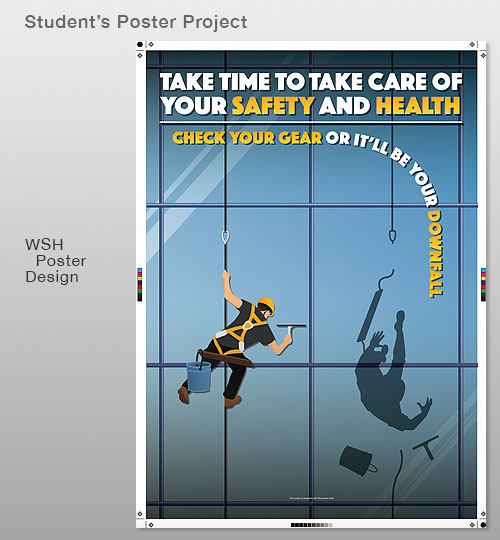 Student's Poster Project
TAKE TIME TO TAKE CARE OF
YOUR SAFETY AND HEALTH
CHECK YOUR GEAR OR IT'LL BE YOUR DOWNFALL
WSH
Poster
Design